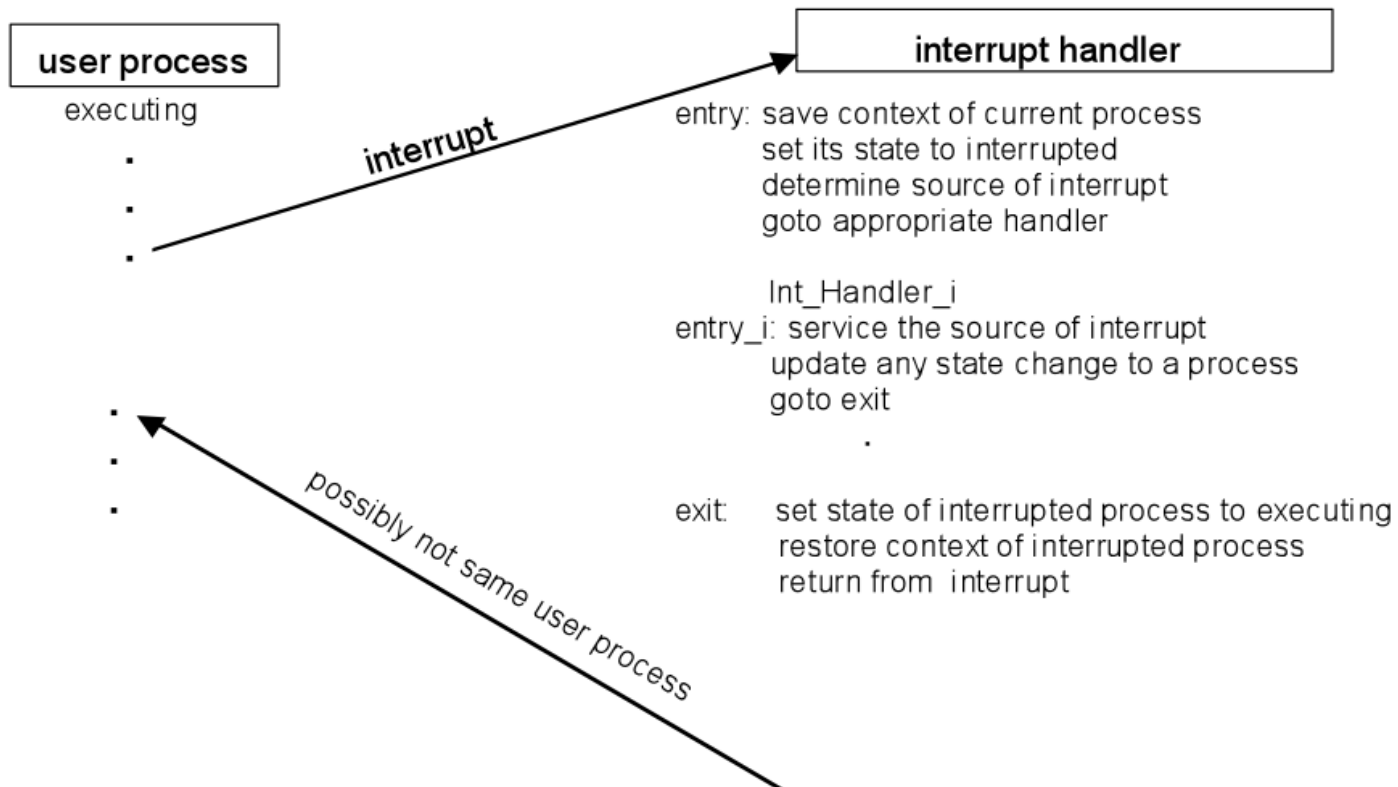 user process
interrupt handler
executing
interrupt
entry: save context of current process
set its state to interrupted
determine source of interrupt
goto appropriate handler
Int_Handler_i
entry_i: service the source of interrupt
update any state change to a process
goto exit
possibly not same user process
exit: set state of interrupted process to executing
restore context of interrupted process
return from interrupt